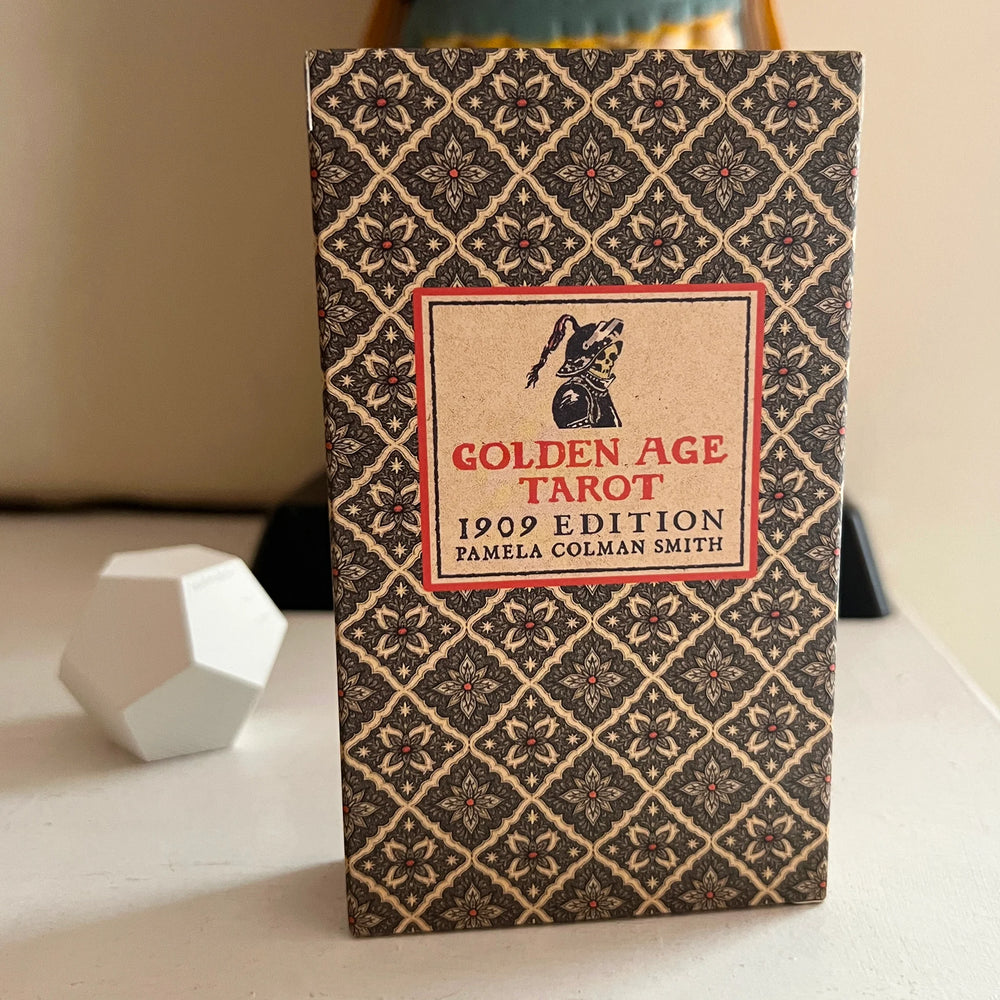 GOLDEN AGE
TAROT
1909 EDITION
PAMELA COLMAN SMITH